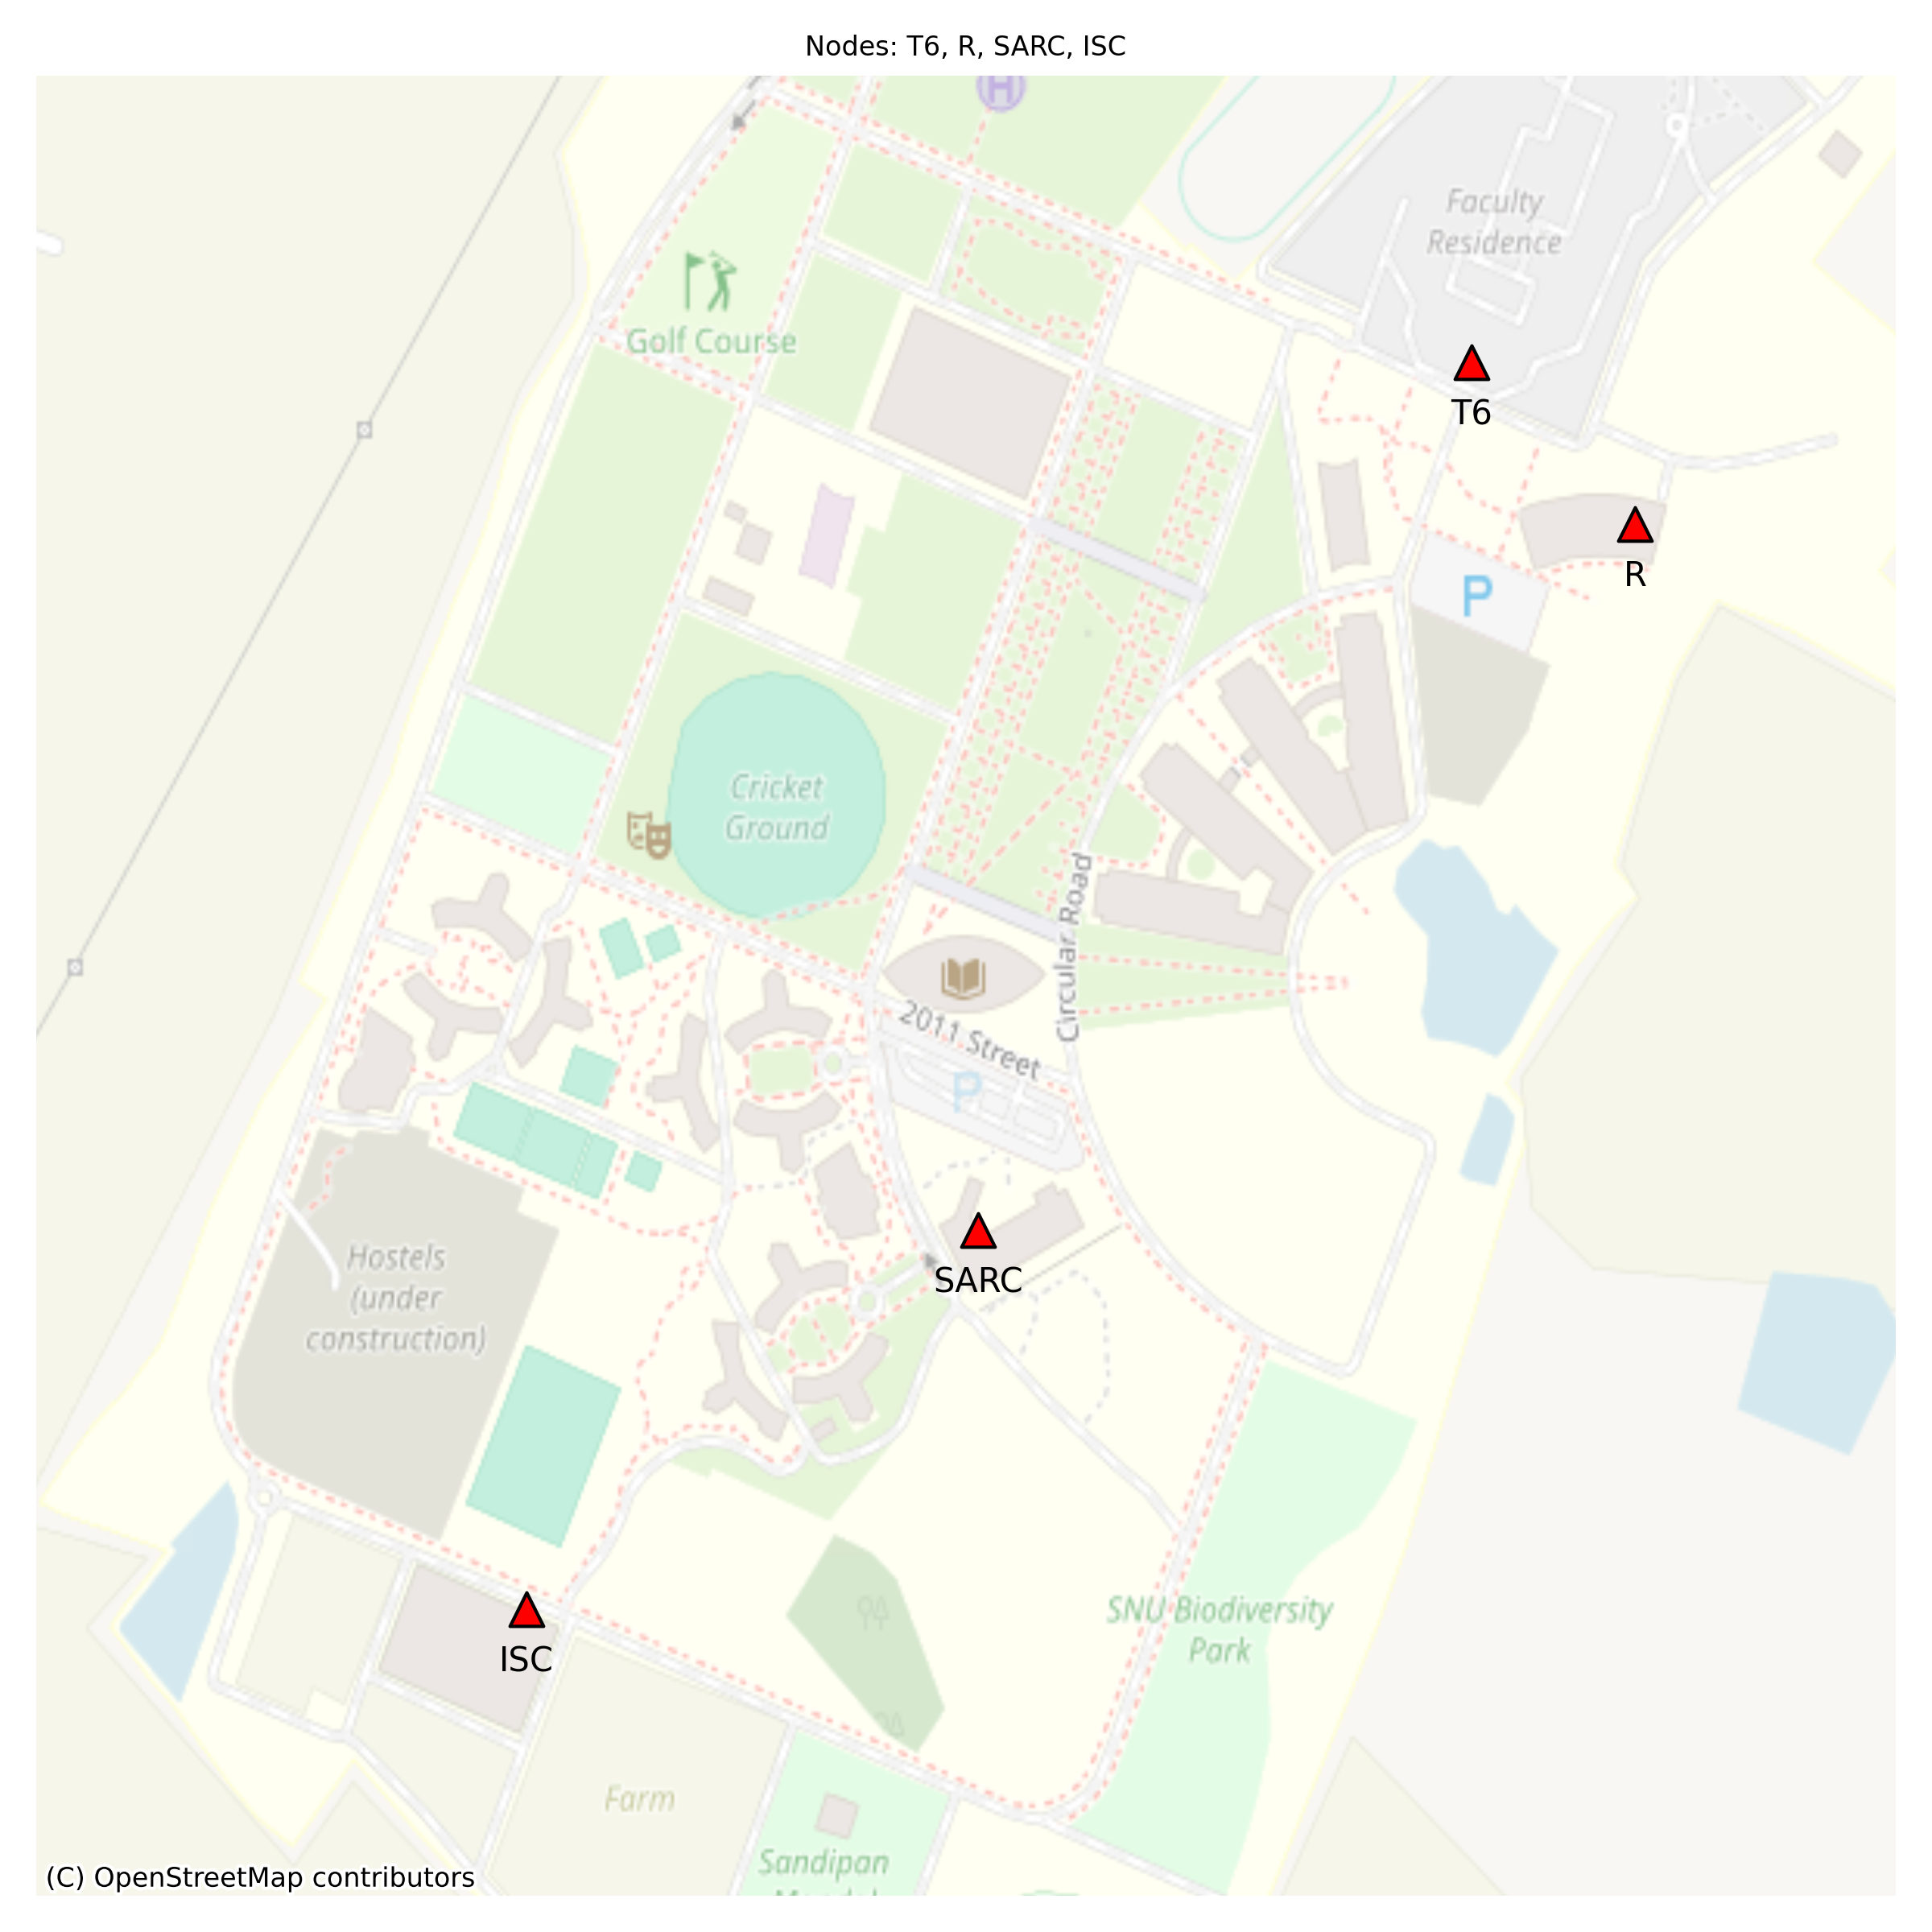 Nodes: T6, R, SARC, ISC
H
Faculty
Residence
Golf Course
T6
R
P
Cricket
Ground
Circular Road
2011 Street
P
SARC
Hostels
(under
construction)
SNU Biodiversity
Park
ISC
Farm
Sandipan
(C) OpenStreetMap contributors